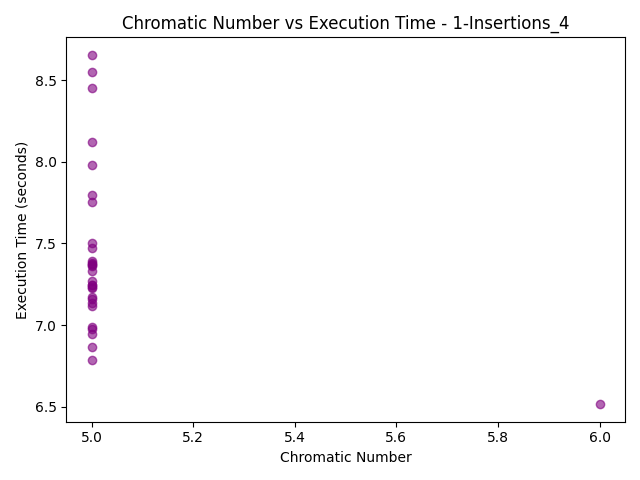 Chromatic Number vs Execution Time - 1-Insertions_4
Execution Time (seconds)
8.5
8.0
7.5
7.0
6.5
5.0 5.2 5.4 5.6 5.8 6.0
Chromatic Number